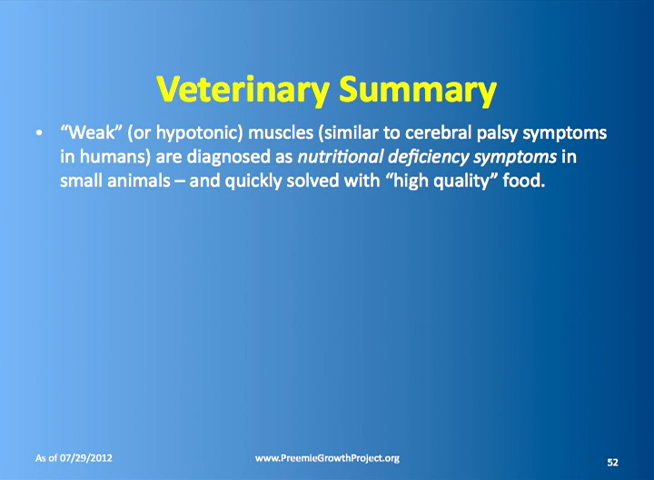 Veterinary Summary
• “Weak” (or hypotonic) muscles (similar to cerebral palsy symptoms
in humans) are diagnosed as nutritional deficiency symptoms in
small animals – and quickly solved with “high quality” food.
As of 07/29/2012
www.PreemieGrowthProject.org
52